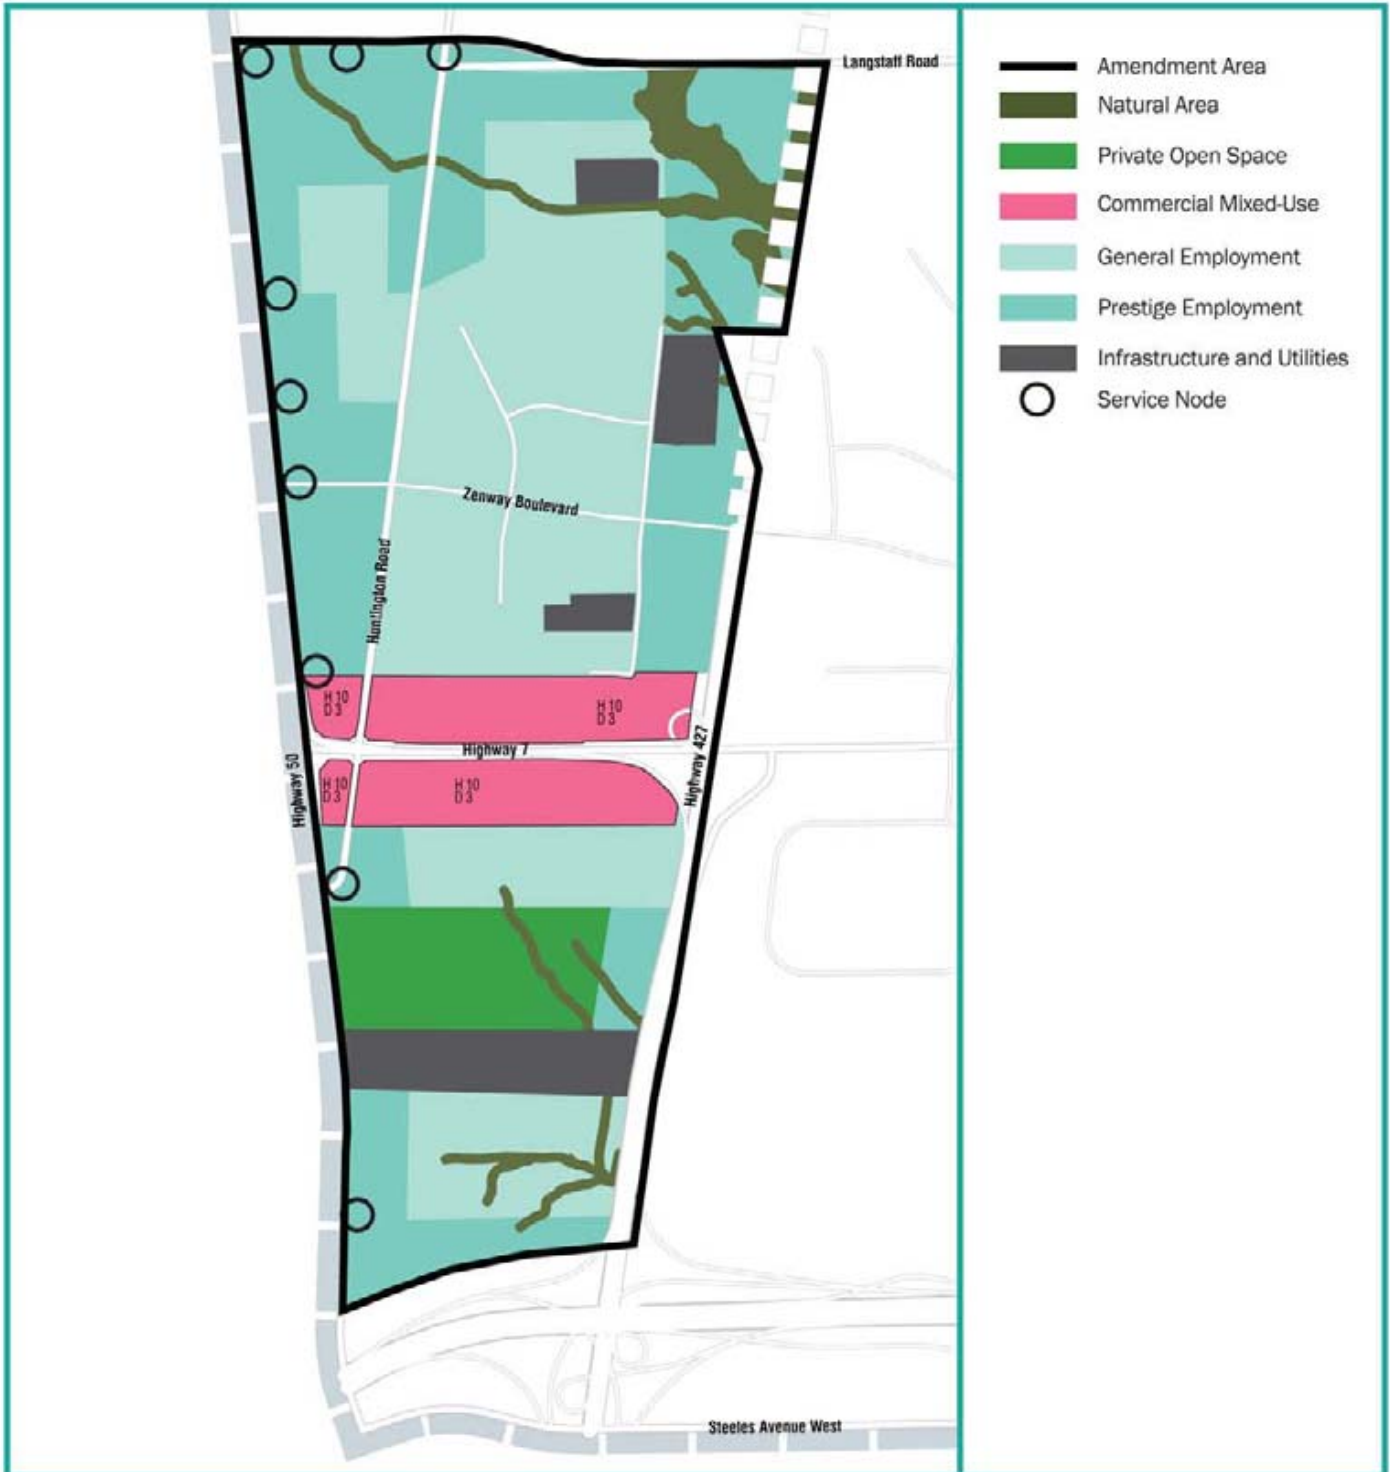 Langstaff Road
Zenway Boulevard
Huntington Road
H 10
D 3
H 10
D 3
Highway 7
Highway 427
Highway 50
H 10
D 3
H 10
D 3
Steeles Avenue West
Amendment Area
Natural Area
Private Open Space
Commercial Mixed-Use
General Employment
Prestige Employment
Infrastructure and Utilities
Service Node